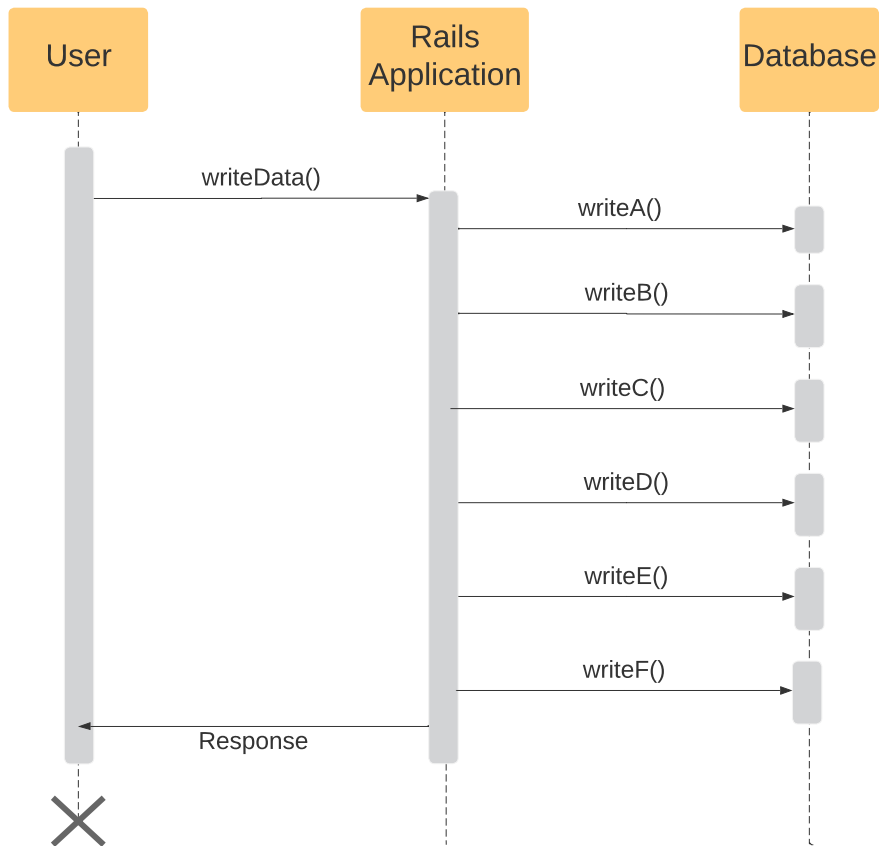 User
Rails
Application
Database
writeData()
writeA()
writeB()
writeC()
writeD()
writeE()
writeF()
Response